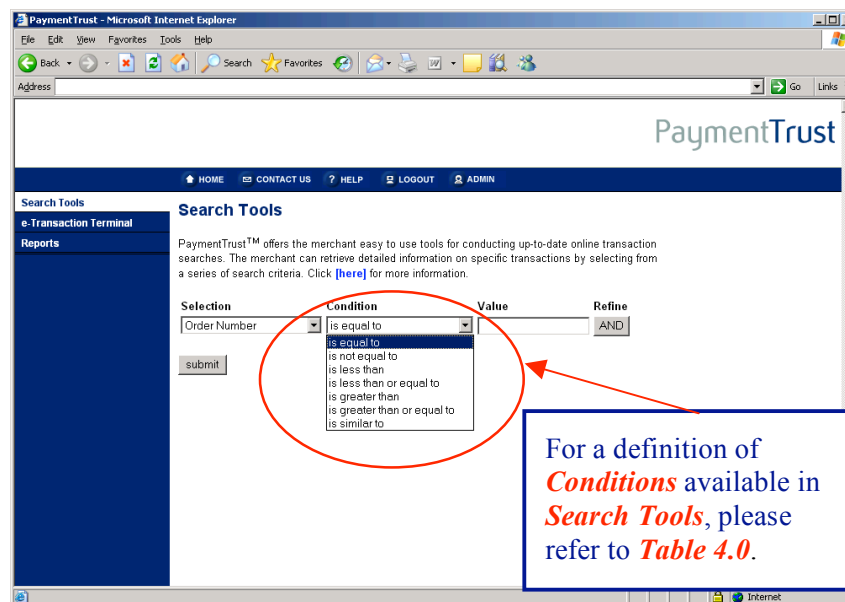 PaymentTrust - Microsoft Internet Explorer
File Edit View Favorites Tools Help
Back Search Favorites
Address Go Links
PaymentTrust
HOME CONTACT US ? HELP LOGOUT ADMIN
Search Tools
e-Transaction Terminal
Reports
Search Tools
PaymentTrust™ offers the merchant easy to use tools for conducting up-to-date online transaction
searches. The merchant can retrieve detailed information on specific transactions by selecting from
a series of search criteria. Click [here] for more information.
Selection Condition Value Refine
Order Number is equal to AND
is equal to
is not equal to
is less than
is less than or equal to
is greater than
is greater than or equal to
is similar to
submit
For a definition of
Conditions available in
Search Tools, please
refer to Table 4.0.
Internet